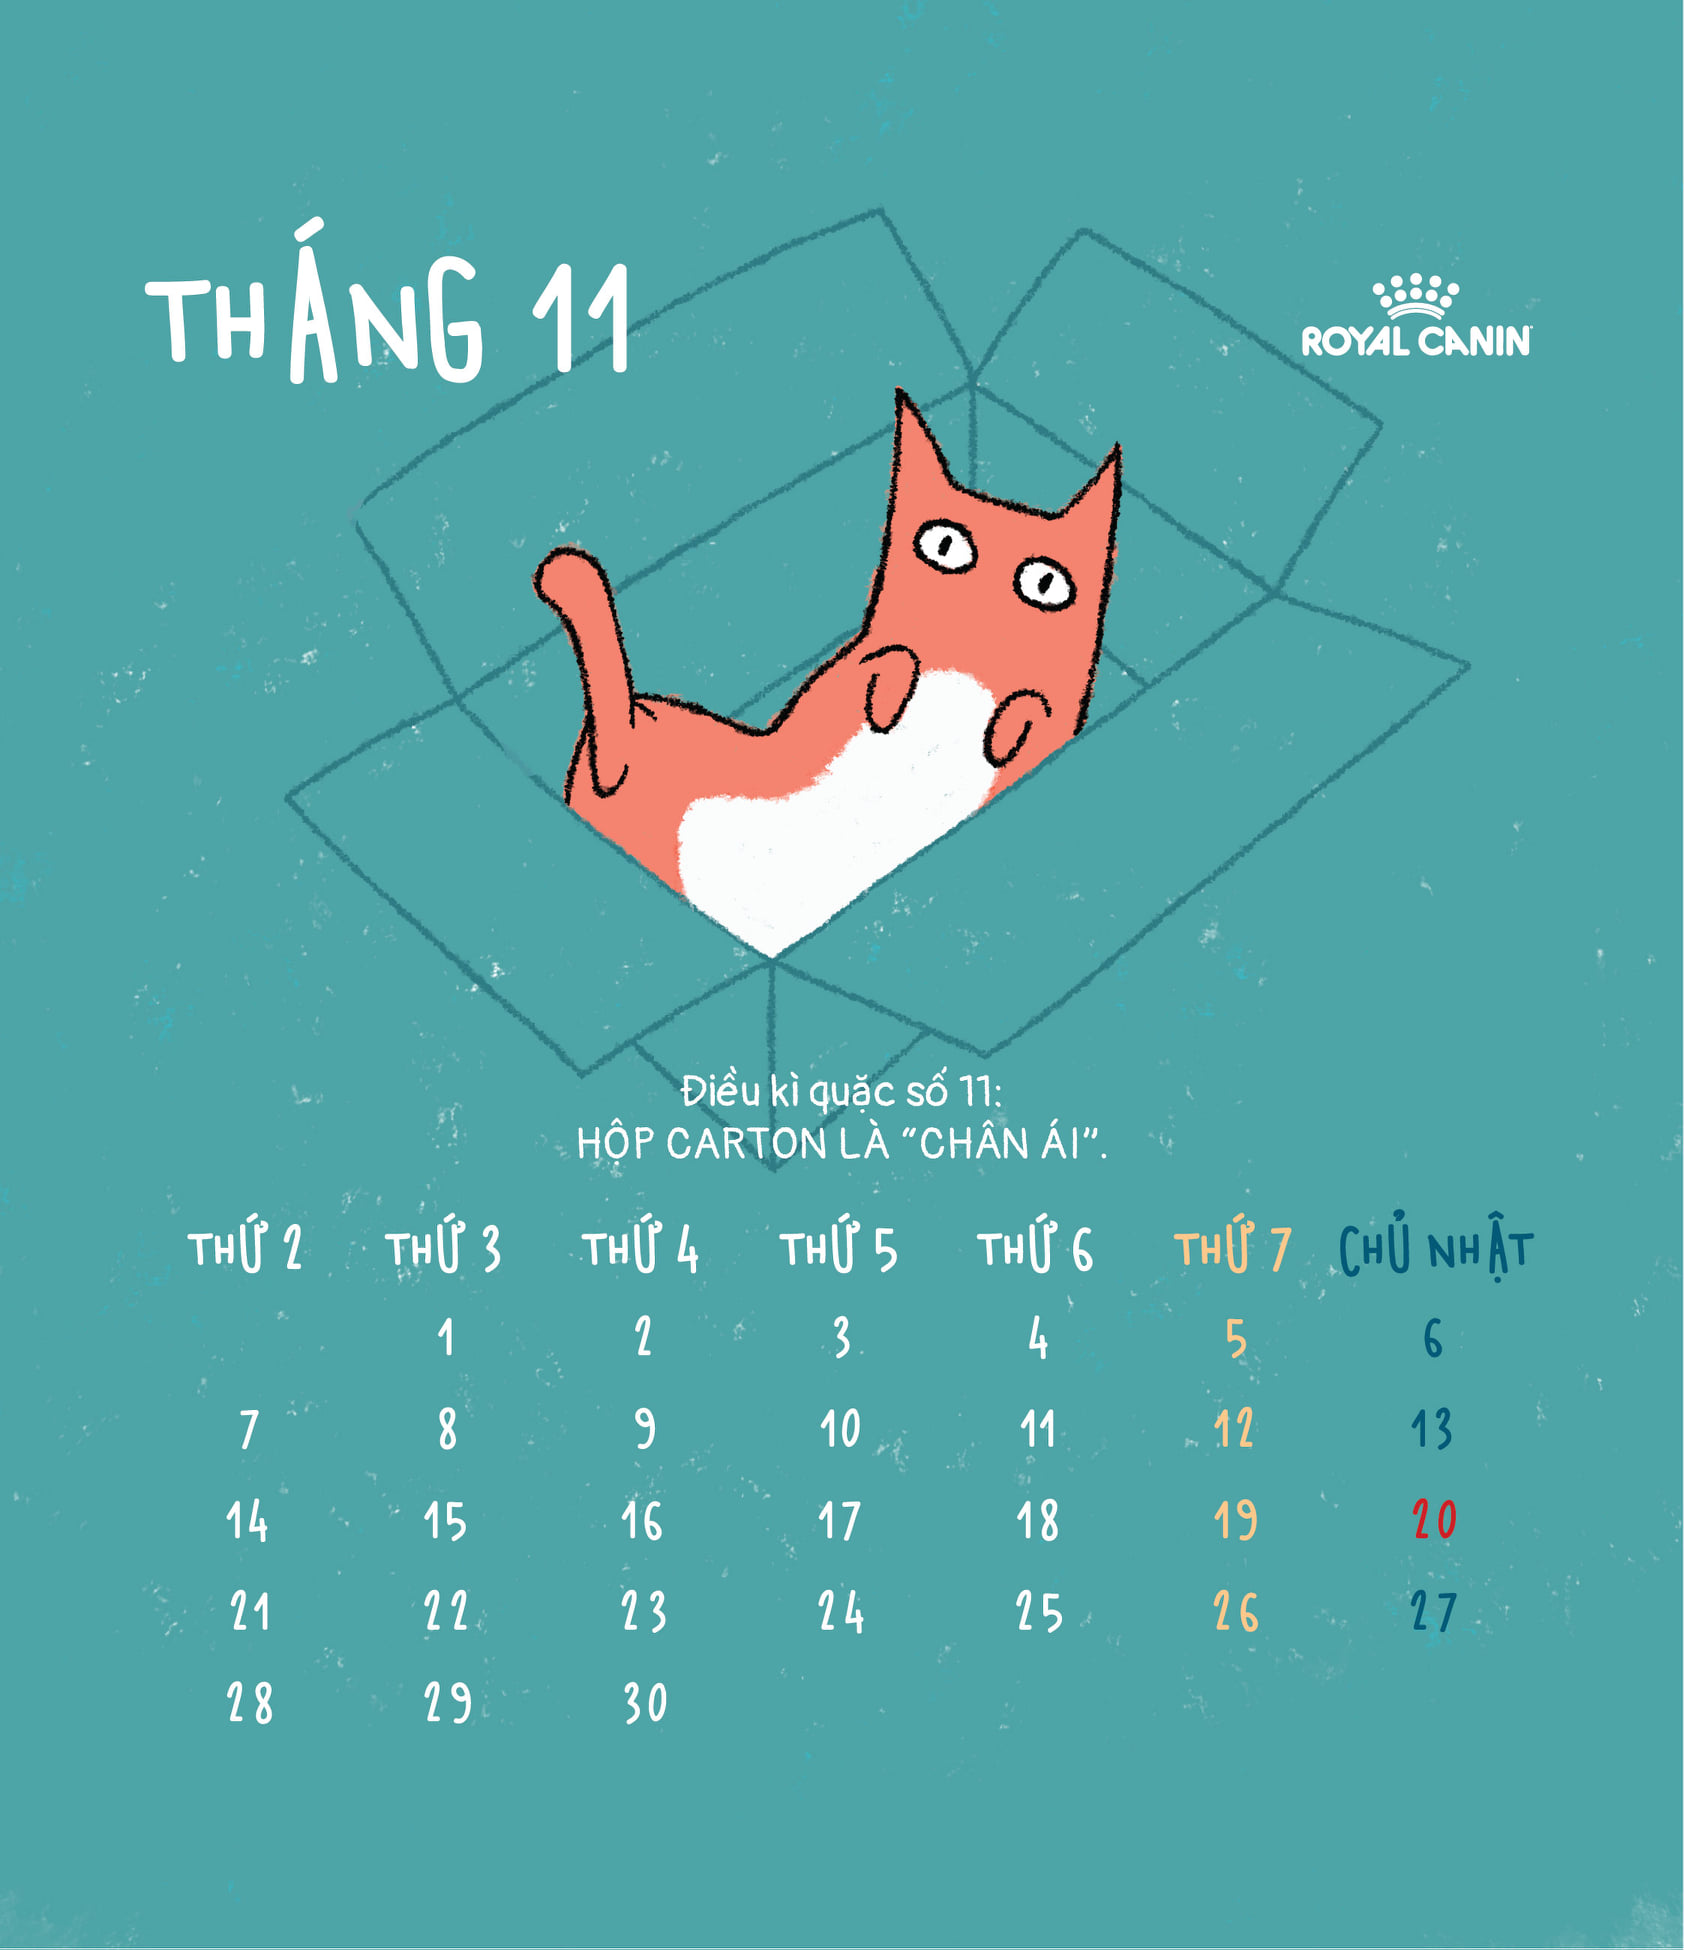 THÁNG 11
ROYAL CANIN
Điều kì quặc số 11:
HỘP CARTON LÀ “CHÂN ÁI”.
THỨ 2 THỨ 3 THỨ 4 THỨ 5 THỨ 6 THỨ 7 CHỦ NHẬT
1 2 3 4 5 6
7 8 9 10 11 12 13
14 15 16 17 18 19 20
21 22 23 24 25 26 27
28 29 30